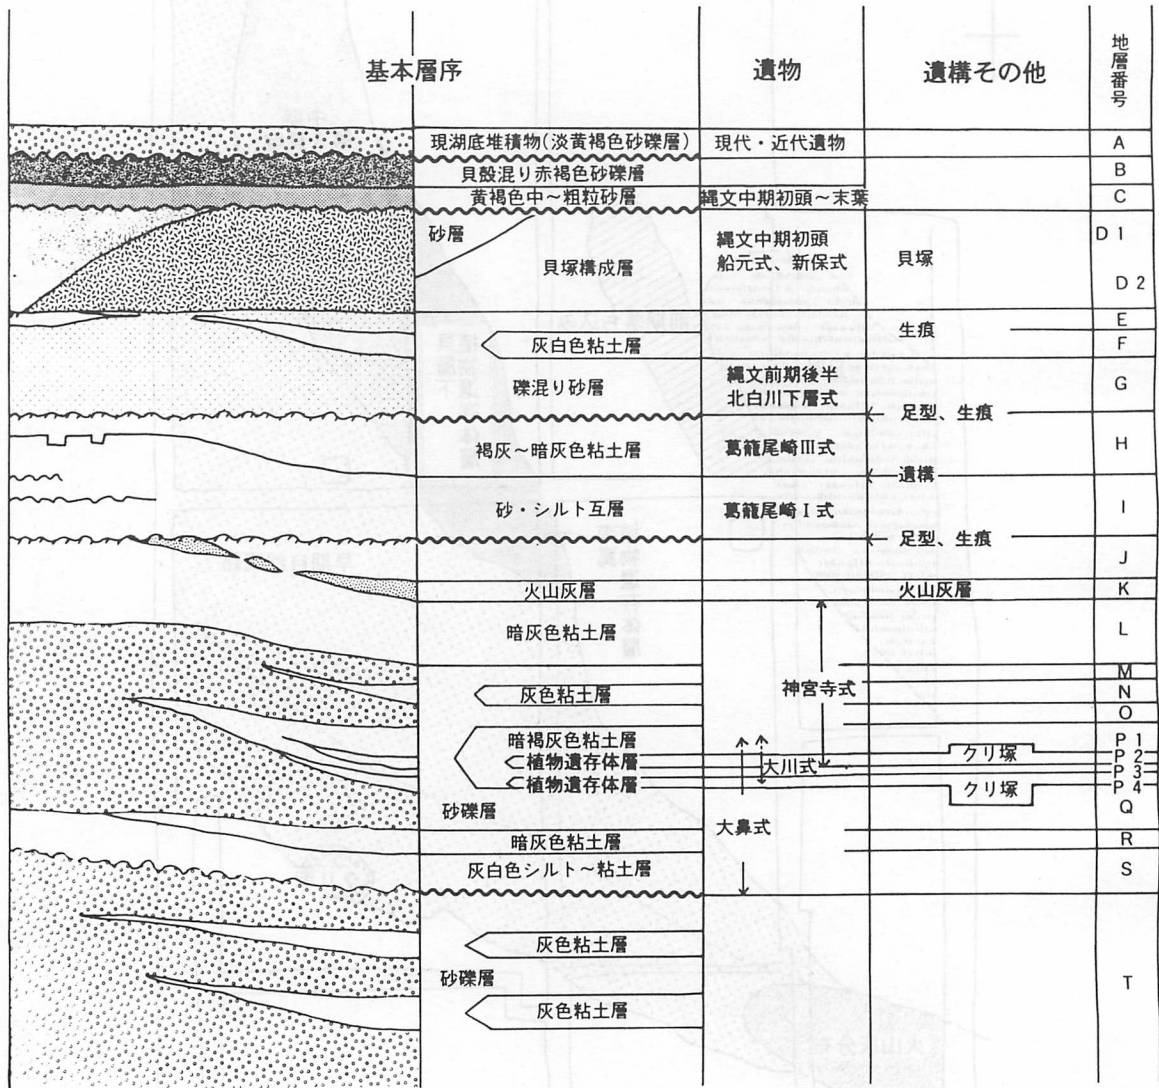 基本層序
遺物
遺構その他
地層番号
現湖底堆積物(淡黄褐色砂礫層)
現代・近代遺物
A
貝殻混り赤褐色砂礫層
B
黄褐色中～粗粒砂層
縄文中期初頭～末葉
C
砂層
貝塚構成層
縄文中期初頭
船元式、新保式
貝塚
D 1
D 2
生痕
E
灰白色粘土層
F
礫混り砂層
縄文前期後半
北白川下層式
G
足型、生痕
褐灰～暗灰色粘土層
葛籠尾崎III式
H
遺構
砂・シルト互層
葛籠尾崎I式
I
足型、生痕
J
火山灰層
火山灰層
K
暗灰色粘土層
L
M
灰色粘土層
神宮寺式
N
O
暗褐灰色粘土層
P 1
植物遺存体層
大川式
クリ塚
P 2
P 3
植物遺存体層
クリ塚
P 4
砂礫層
Q
大鼻式
暗灰色粘土層
R
灰白色シルト～粘土層
S
灰色粘土層
砂礫層
T
灰色粘土層